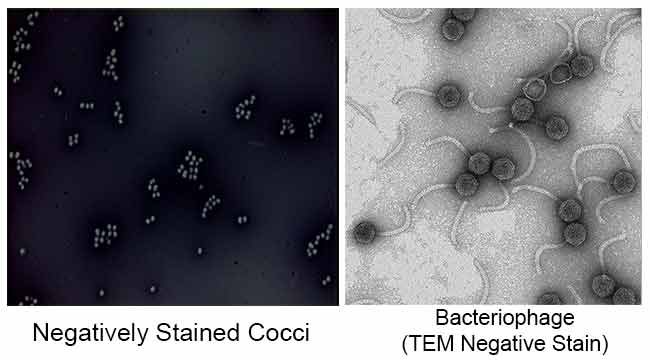 Negatively Stained Cocci
Bacteriophage
(TEM Negative Stain)